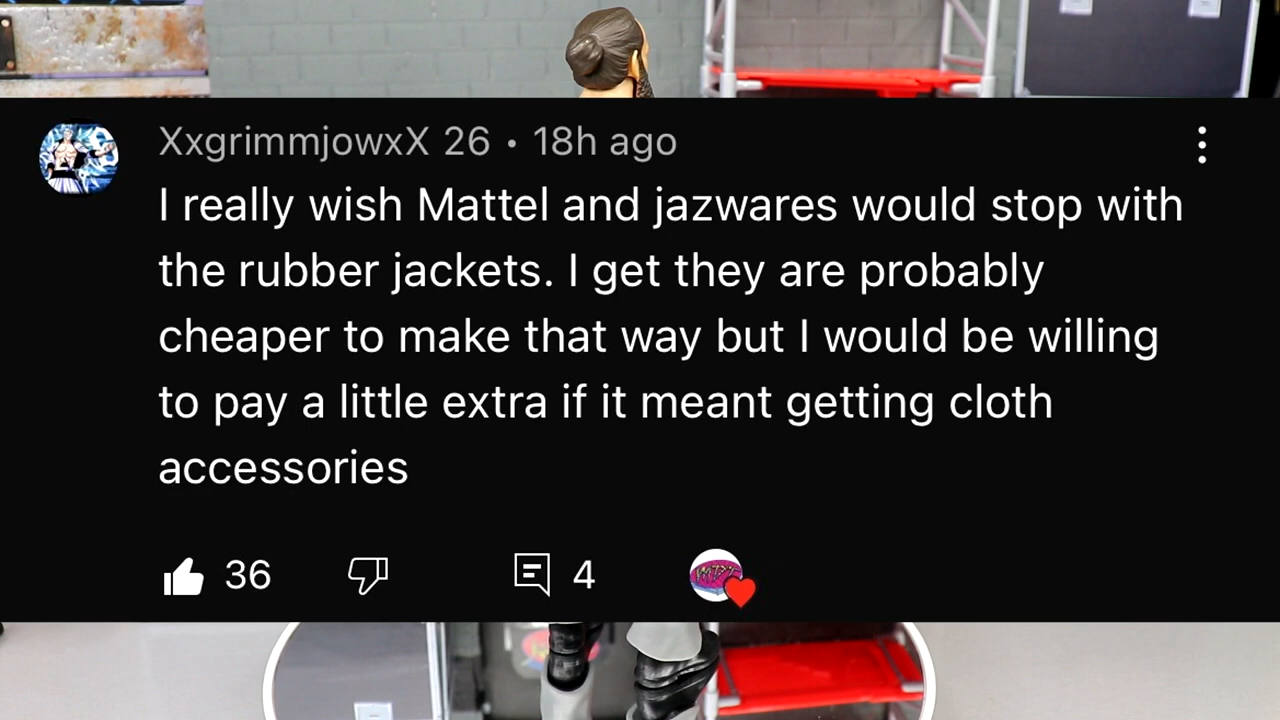 XxgrimmjowxX 26 • 18h ago
I really wish Mattel and jazwares would stop with
the rubber jackets. I get they are probably
cheaper to make that way but I would be willing
to pay a little extra if it meant getting cloth
accessories
36 4